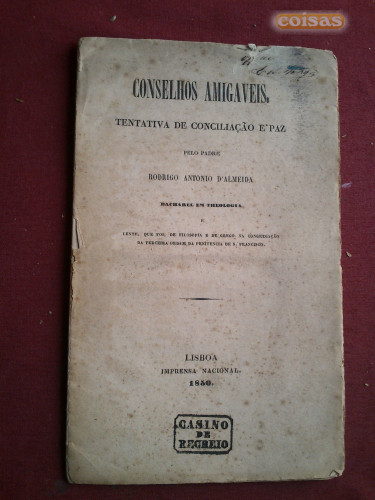 coisas
CONSELHOS AMIGAVEIS.
TENTATIVA DE CONCILIAÇÃO E PAZ
PELO PADRE
RODRIGO ANTONIO D'ALMEIDA
BACHAREL EM THEOLOGIA,
E
LENTE, QUE FOI, DE FILOSOFIA E DE GREGO, NA CONGREGAÇÃO
DA TERCEIRA ORDEM DA PENITENCIA DE S. FRANCISCO.
LISBOA
IMPRENSA NACIONAL.
1850.
CASINO
DE
RECREIO